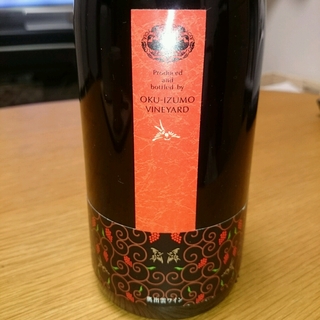 Produced
and
bottled by
OKU-IZUMO
VINEYARD
奥出雲ワイン